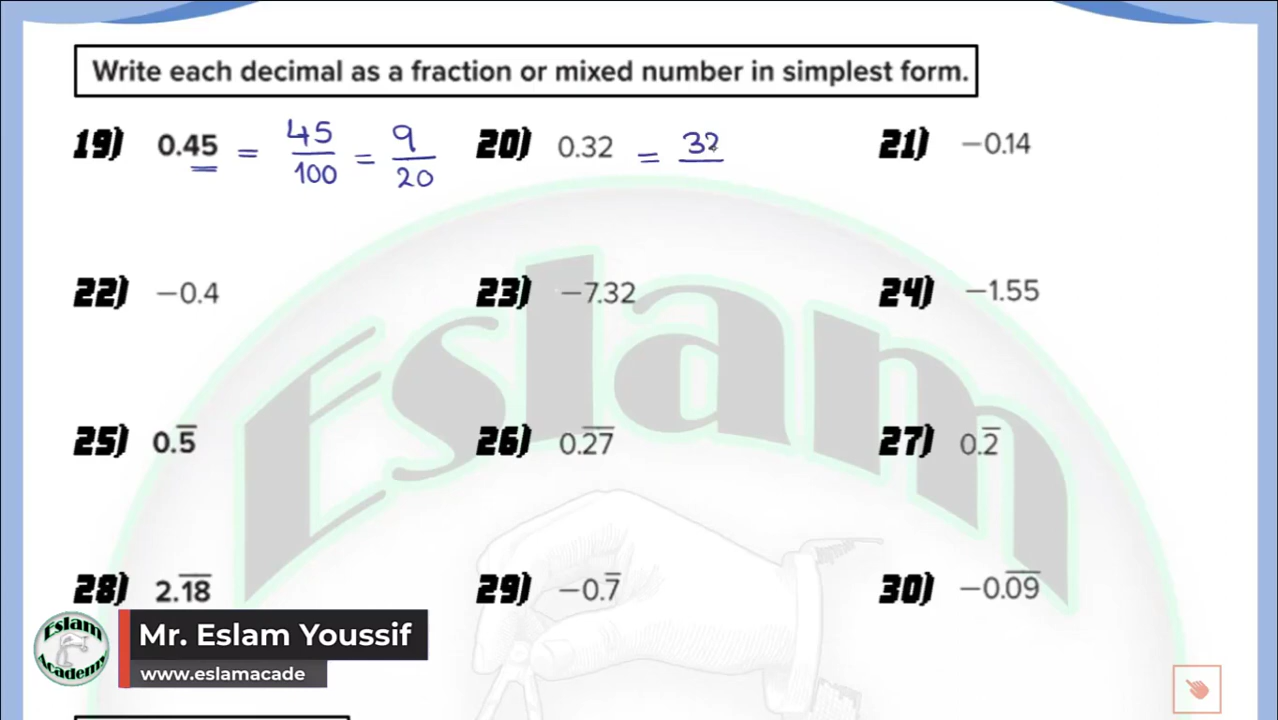 Write each decimal as a fraction or mixed number in simplest form.
19) 0.45 = 45/100 = 9/20 20) 0.32 = 32 21) −0.14
22) −0.4 23) −7.32 24) −1.55
25) 0.5̅ 26) 0.2̅7̅ 27) 0.2̅
28) 2.1̅8̅ 29) −0.7̅ 30) −0.0̅9̅
Eslam
Eslam
Academy
Mr. Eslam Youssif
www.eslamacade